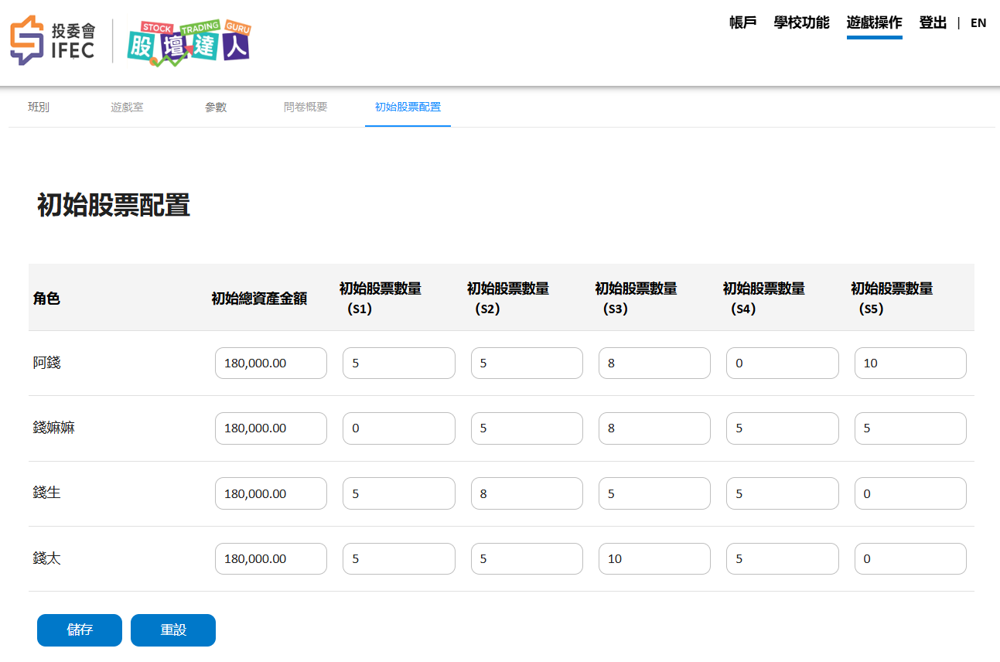 投委會
IFEC
STOCK TRADING GURU
股壇達人
帳戶 學校功能 遊戲操作 登出 | EN
班別 遊戲室 參數 問卷概要 初始股票配置
初始股票配置
角色 初始總資產金額 初始股票數量（S1） 初始股票數量（S2） 初始股票數量（S3） 初始股票數量（S4） 初始股票數量（S5）
阿錢 180,000.00 5 5 8 0 10
錢嫲嫲 180,000.00 0 5 8 5 5
錢生 180,000.00 5 8 5 5 0
錢太 180,000.00 5 5 10 5 0
儲存 重設